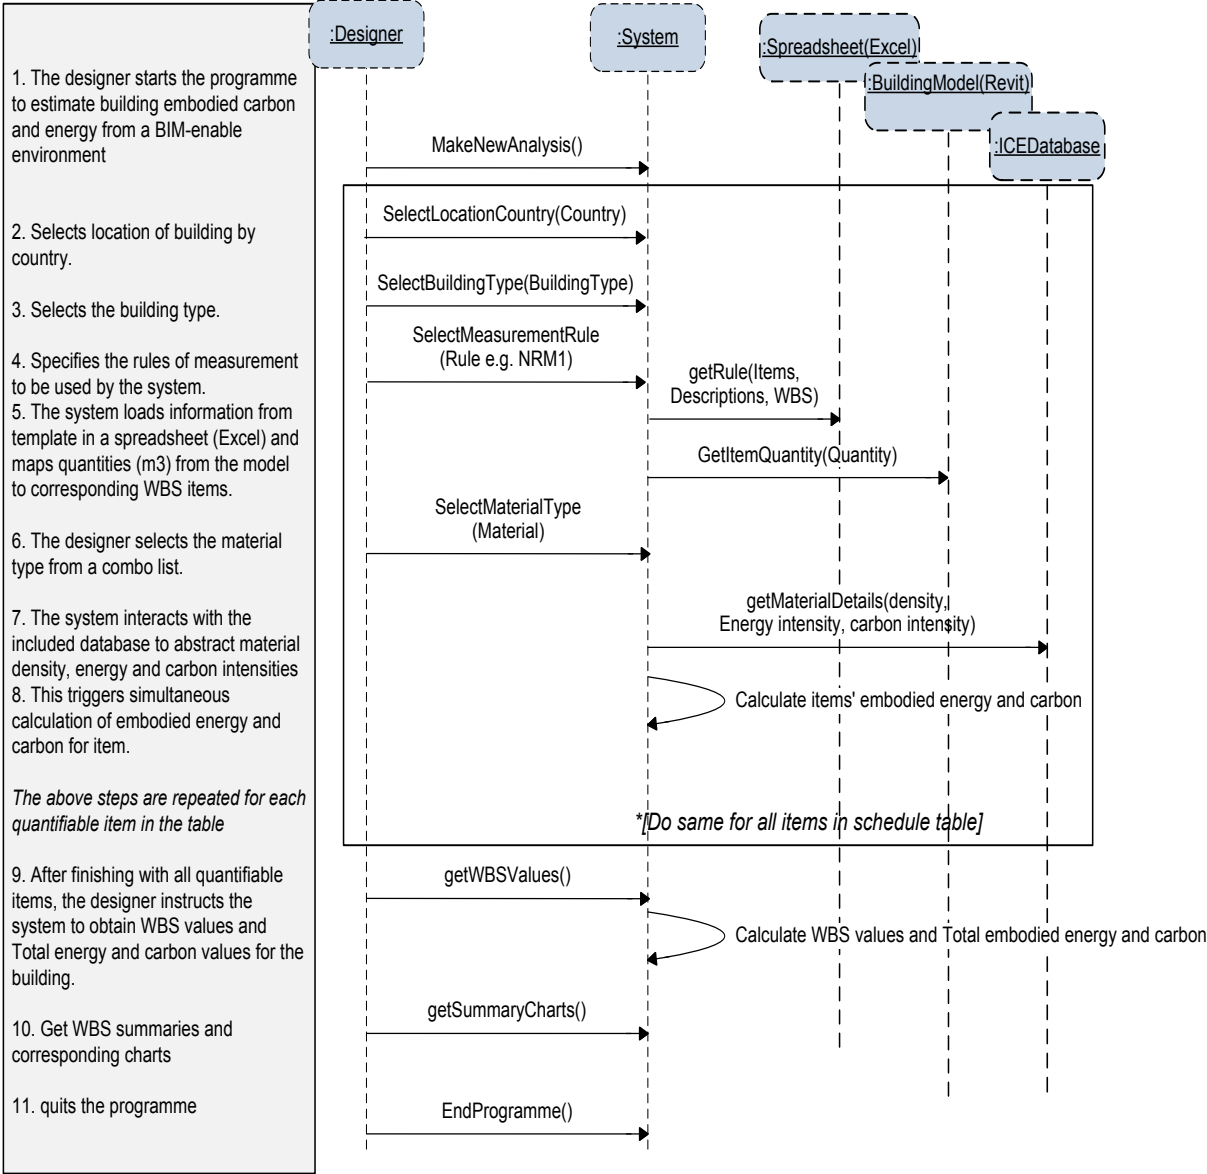 1. The designer starts the programme
to estimate building embodied carbon
and energy from a BIM-enable
environment
2. Selects location of building by
country.
3. Selects the building type.
4. Specifies the rules of measurement
to be used by the system.
5. The system loads information from
template in a spreadsheet (Excel) and
maps quantities (m3) from the model
to corresponding WBS items.
6. The designer selects the material
type from a combo list.
7. The system interacts with the
included database to abstract material
density, energy and carbon intensities
8. This triggers simultaneous
calculation of embodied energy and
carbon for item.
The above steps are repeated for each
quantifiable item in the table
9. After finishing with all quantifiable
items, the designer instructs the
system to obtain WBS values and
Total energy and carbon values for the
building.
10. Get WBS summaries and
corresponding charts
11. quits the programme
:Designer
:System
:Spreadsheet(Excel)
:BuildingModel(Revit)
:ICEDatabase
MakeNewAnalysis()
SelectLocationCountry(Country)
SelectBuildingType(BuildingType)
SelectMeasurementRule
(Rule e.g. NRM1)
getRule(Items,
Descriptions, WBS)
GetItemQuantity(Quantity)
SelectMaterialType
(Material)
getMaterialDetails(density,
Energy intensity, carbon intensity)
Calculate items' embodied energy and carbon
*[Do same for all items in schedule table]
getWBSValues()
Calculate WBS values and Total embodied energy and carbon
getSummaryCharts()
EndProgramme()